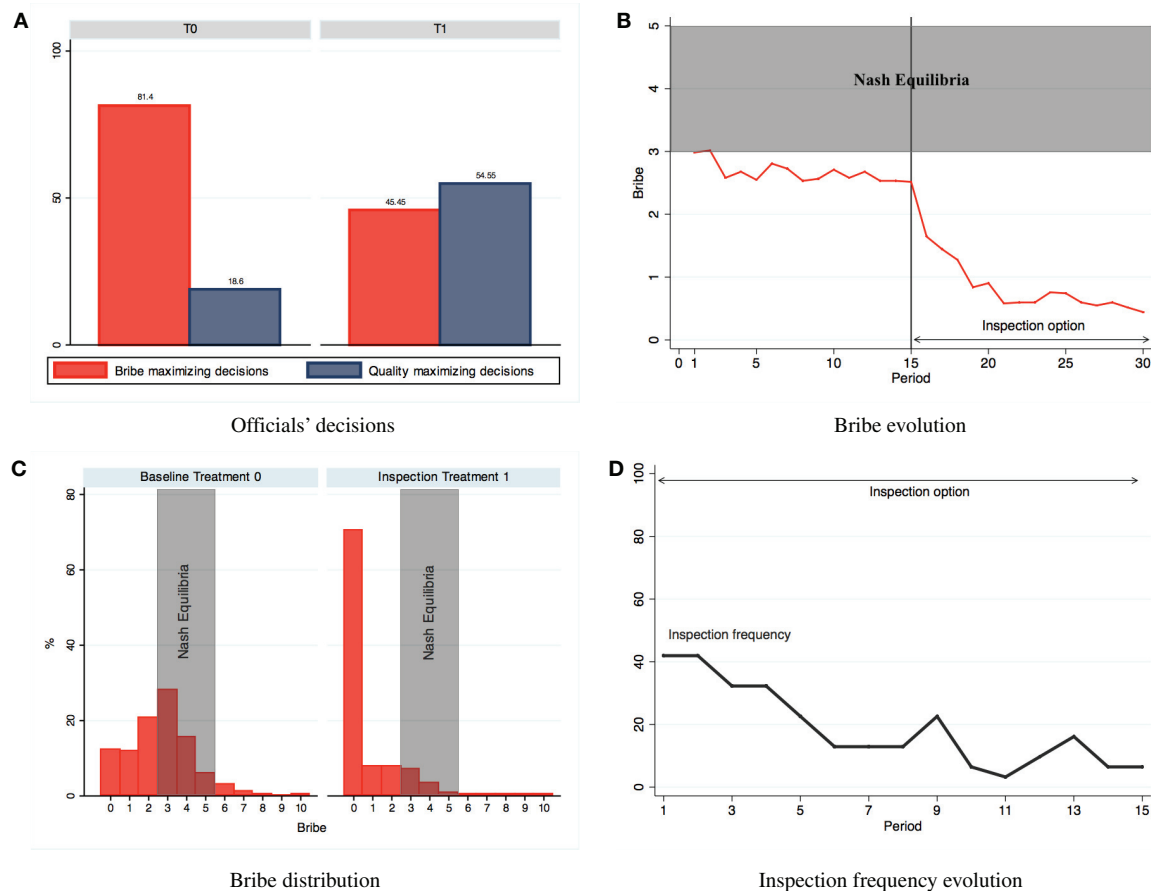 A
T0
T1
100
50
0
81.4
18.6
45.45
54.55
Bribe maximizing decisions
Quality maximizing decisions
Officials’ decisions
B
5
4
3
2
1
0
Bribe
Nash Equilibria
Inspection option
0 1 5 10 15 20 25 30
Period
Bribe evolution
C
Baseline Treatment 0
Inspection Treatment 1
80
60
40
20
0
%
Nash Equilibria
Nash Equilibria
0 1 2 3 4 5 6 7 8 9 10
0 1 2 3 4 5 6 7 8 9 10
Bribe
Bribe distribution
D
100
80
60
40
20
0
Inspection option
Inspection frequency
1 3 5 7 9 11 13 15
Period
Inspection frequency evolution